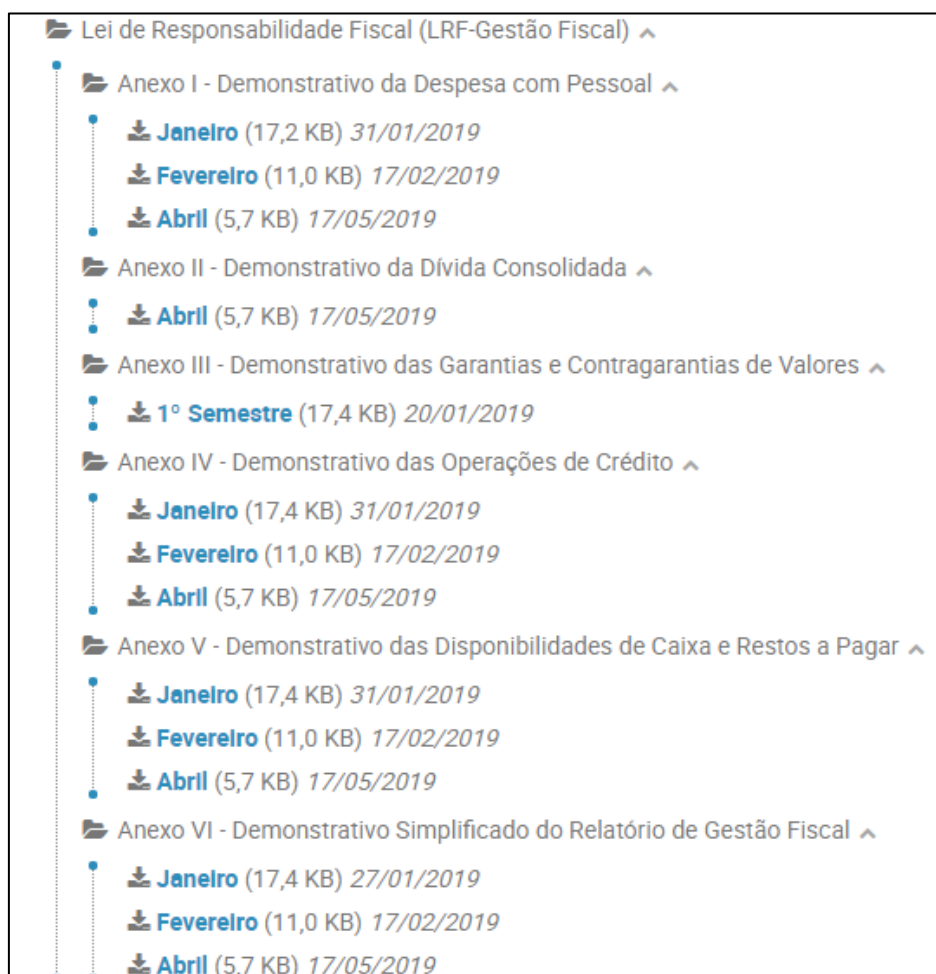 Lei de Responsabilidade Fiscal (LRF-Gestão Fiscal)
Anexo I - Demonstrativo da Despesa com Pessoal
Janeiro (17,2 KB) 31/01/2019
Fevereiro (11,0 KB) 17/02/2019
Abril (5,7 KB) 17/05/2019
Anexo II - Demonstrativo da Dívida Consolidada
Abril (5,7 KB) 17/05/2019
Anexo III - Demonstrativo das Garantias e Contragarantias de Valores
1º Semestre (17,4 KB) 20/01/2019
Anexo IV - Demonstrativo das Operações de Crédito
Janeiro (17,4 KB) 31/01/2019
Fevereiro (11,0 KB) 17/02/2019
Abril (5,7 KB) 17/05/2019
Anexo V - Demonstrativo das Disponibilidades de Caixa e Restos a Pagar
Janeiro (17,4 KB) 31/01/2019
Fevereiro (11,0 KB) 17/02/2019
Abril (5,7 KB) 17/05/2019
Anexo VI - Demonstrativo Simplificado do Relatório de Gestão Fiscal
Janeiro (17,4 KB) 27/01/2019
Fevereiro (11,0 KB) 17/02/2019
Abril (5,7 KB) 17/05/2019